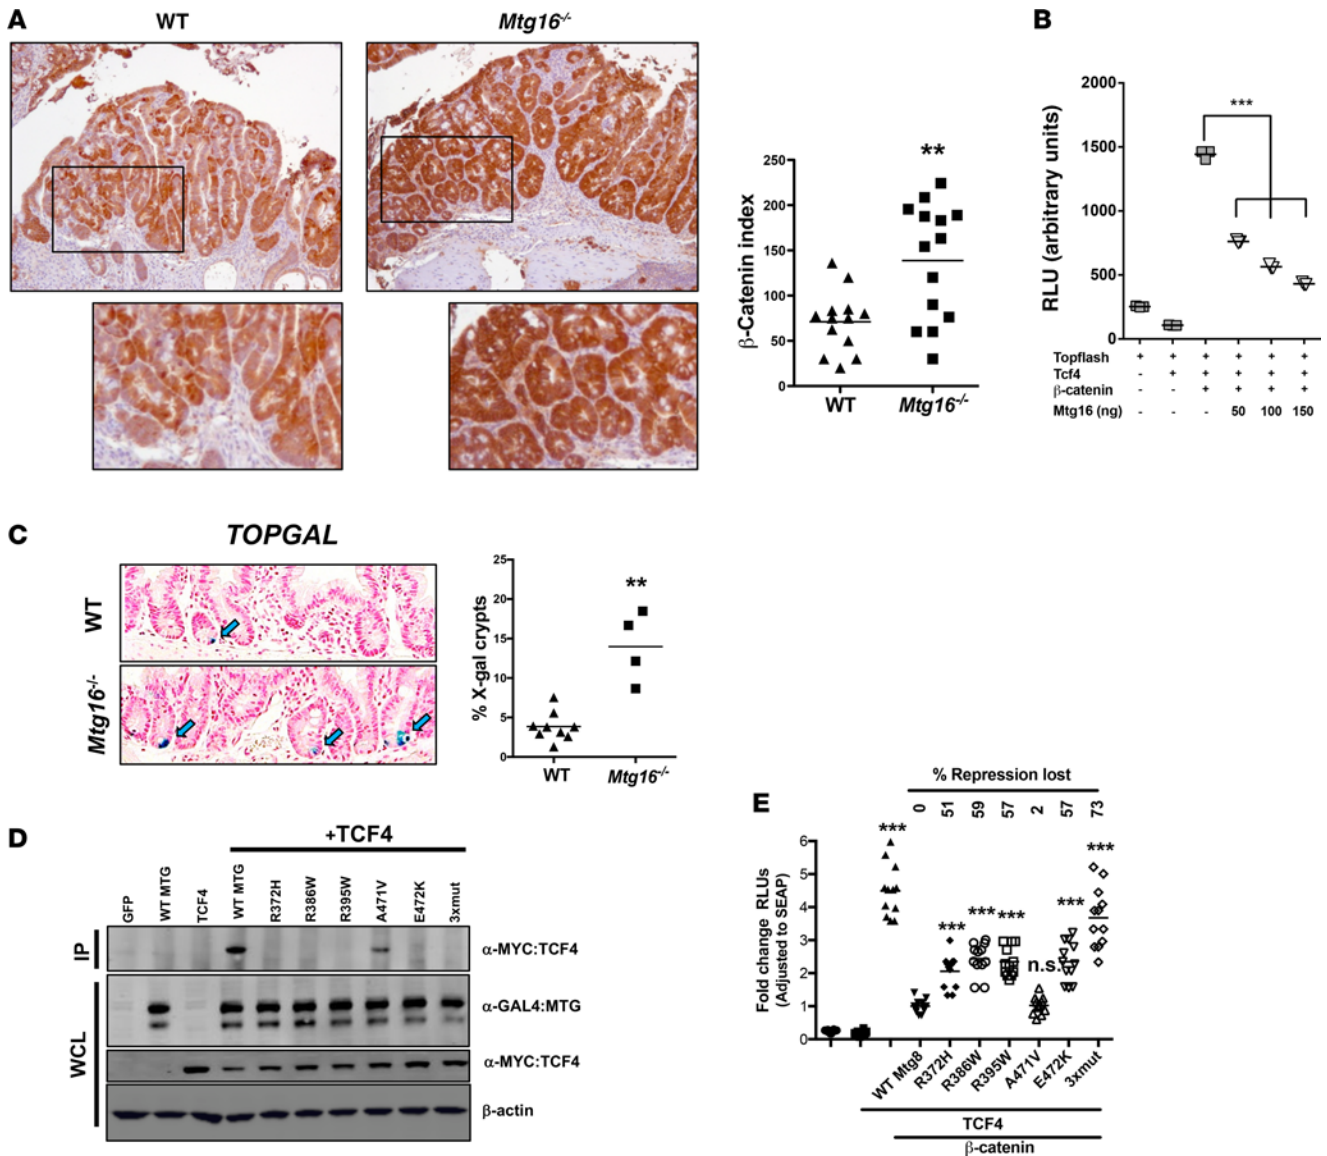 A
WT
Mtg16-/-
β-Catenin index
250
200
150
100
50
0
**
WT
Mtg16-/-
B
RLU (arbitrary units)
2000
1500
1000
500
0
***
Topflash + + + + + +
Tcf4 - + + + + +
β-catenin - - + + + +
Mtg16 (ng) - - - 50 100 150
C
TOPGAL
WT
Mtg16-/-
% X-gal crypts
25
20
15
10
5
0
**
WT
Mtg16-/-
D
+TCF4
GFP
WT MTG
TCF4
WT MTG
R372H
R386W
R395W
A471V
E472K
3xmut
IP
α-MYC:TCF4
WCL
α-GAL4:MTG
α-MYC:TCF4
β-actin
E
% Repression lost
0 51 59 57 2 57 73
Fold change RLUs
(Adjusted to SEAP)
6
5
4
3
2
1
0
*** *** *** *** n.s. *** ***
WT Mtg8
R372H
R386W
R395W
A471V
E472K
3xmut
TCF4
β-catenin